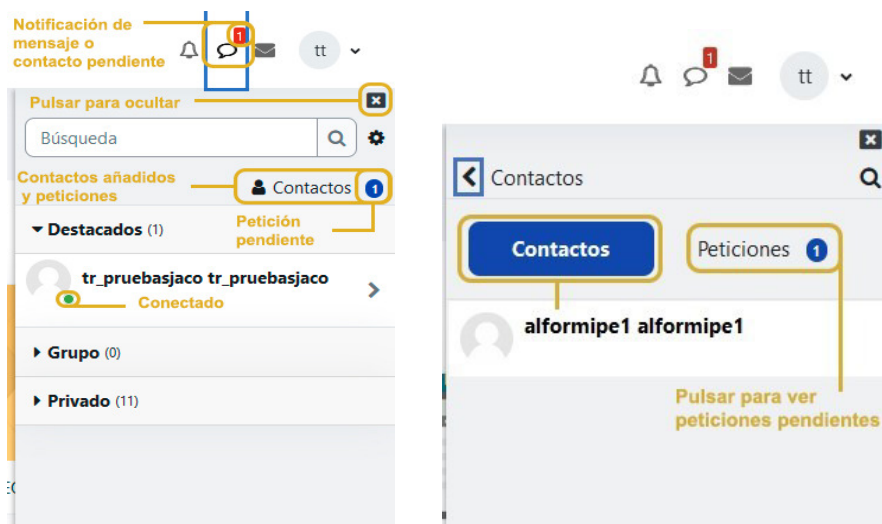 Notificación de
mensaje o
contacto pendiente
1
tt
Pulsar para ocultar
Búsqueda
Contactos añadidos
y peticiones
Contactos 1
Destacados (1)
Petición
pendiente
tr_pruebasjaco tr_pruebasjaco
Conectado
Grupo (0)
Privado (11)
1
tt
Contactos
Contactos
Peticiones 1
alformipe1 alformipe1
Pulsar para ver
peticiones pendientes